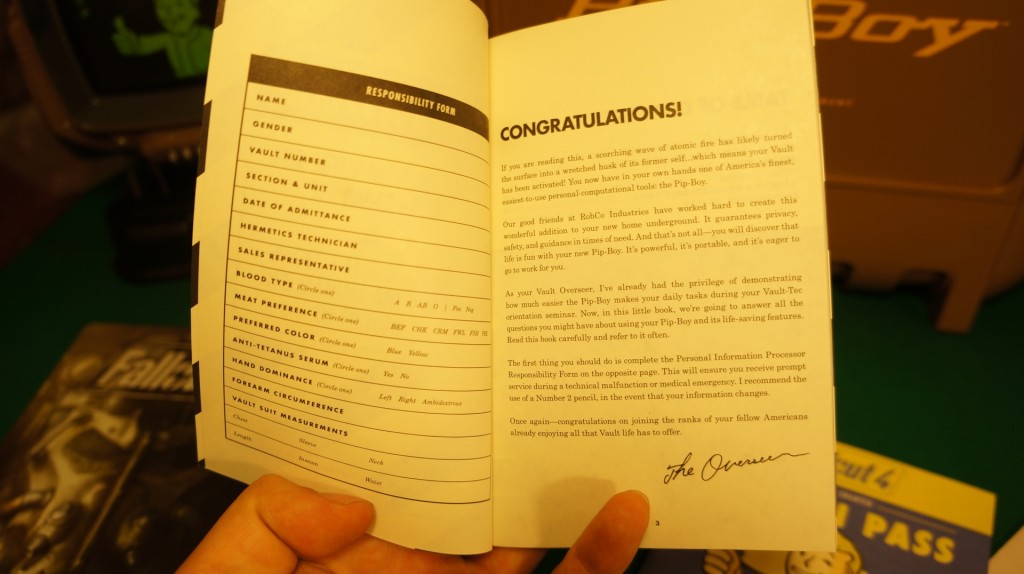 RESPONSIBILITY FORM
NAME
GENDER
VAULT NUMBER
SECTION & UNIT
DATE OF ADMITTANCE
HERMETICS TECHNICIAN
SALES REPRESENTATIVE
BLOOD TYPE (Circle one) A B AB O | Pos Ng
MEAT PREFERENCE (Circle one) BEF CHK CRM FWL FSH
PREFERRED COLOR (Circle one) Blue Yellow
ANTI-TETANUS SERUM (Circle one) Yes No
HAND DOMINANCE (Circle one) Left Right Ambidextrous
FOREARM CIRCUMFERENCE
VAULT SUIT MEASUREMENTS
Chest Sleeve Neck
Length Inseam Waist
CONGRATULATIONS!
If you are reading this, a scorching wave of atomic fire has likely turned
the surface into a wretched husk of its former self...which means your Vault
has been activated! You now have in your own hands one of America's finest,
easiest-to-use personal-computational tools: the Pip-Boy.
Our good friends at RobCo Industries have worked hard to create this
wonderful addition to your new home underground. It guarantees privacy,
safety, and guidance in times of need. And that's not all—you will discover that
life is fun with your new Pip-Boy. It's powerful, it's portable, and it's eager to
go to work for you.
As your Vault Overseer, I've already had the privilege of demonstrating
how much easier the Pip-Boy makes your daily tasks during your Vault-Tec
orientation seminar. Now, in this little book, we're going to answer all the
questions you might have about using your Pip-Boy and its life-saving features.
Read this book carefully and refer to it often.
The first thing you should do is complete the Personal Information Processor
Responsibility Form on the opposite page. This will ensure you receive prompt
service during a technical malfunction or medical emergency. I recommend the
use of a Number 2 pencil, in the event that your information changes.
Once again—congratulations on joining the ranks of your fellow Americans
already enjoying all that Vault life has to offer.
The Overseer
3
Boy
PASS